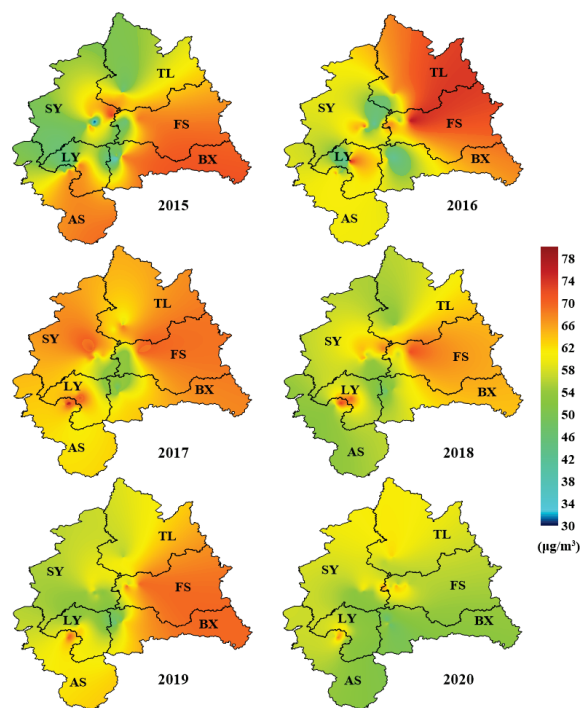 TL
SY
FS
LY
BX
AS
2015
TL
SY
FS
LY
BX
AS
2016
TL
SY
FS
LY
BX
AS
2017
TL
SY
FS
LY
BX
AS
2018
TL
SY
FS
LY
BX
AS
2019
TL
SY
FS
LY
BX
AS
2020
78
74
70
66
62
58
54
50
46
42
38
34
30
(μg/m³)